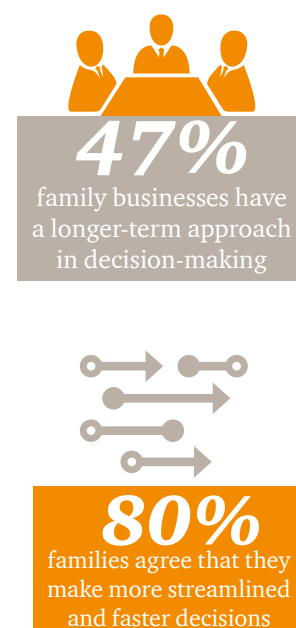 47%
family businesses have
a longer-term approach
in decision-making
80%
families agree that they
make more streamlined
and faster decisions